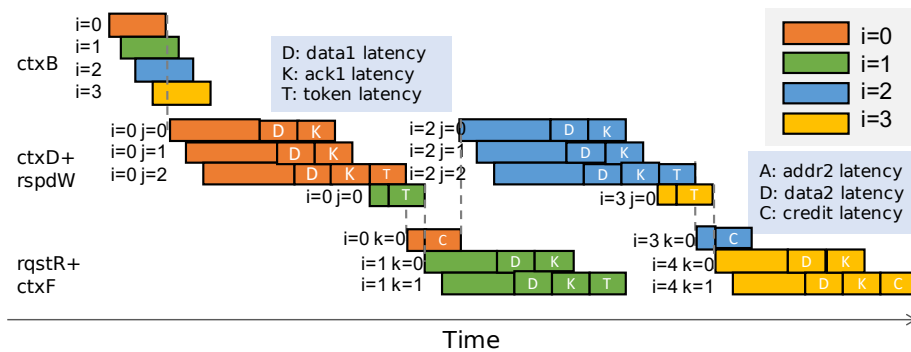 i=0
i=1
ctxB
i=2
i=3
D: data1 latency
K: ack1 latency
T: token latency
i=0
i=1
i=2
i=3
i=0 j=0 D K
i=0 j=1 D K
ctxD+
rspdW
i=0 j=2 D K T
i=0 j=0 T
i=2 j=0 D K
i=2 j=1 D K
i=2 j=2 D K T
i=3 j=0 T
A: addr2 latency
D: data2 latency
C: credit latency
i=0 k=0 C
rqstR+
ctxF
i=1 k=0 D K
i=1 k=1 D K T
i=3 k=0 C
i=4 k=0 D K
i=4 k=1 D K C
Time